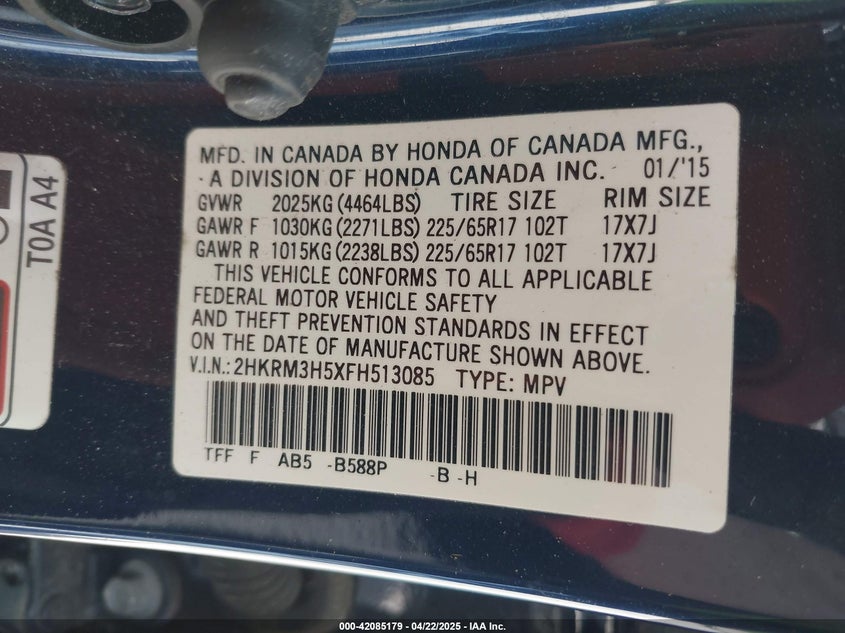 MFD. IN CANADA BY HONDA OF CANADA MFG.,
A DIVISION OF HONDA CANADA INC. 01/'15
GVWR 2025KG (4464LBS) TIRE SIZE RIM SIZE
GAWR F 1030KG (2271LBS) 225/65R17 102T 17X7J
GAWR R 1015KG (2238LBS) 225/65R17 102T 17X7J
THIS VEHICLE CONFORMS TO ALL APPLICABLE
FEDERAL MOTOR VEHICLE SAFETY
AND THEFT PREVENTION STANDARDS IN EFFECT
ON THE DATE OF MANUFACTURE SHOWN ABOVE.
V.I.N.: 2HKRM3H5XFH513085 TYPE: MPV
TFF F AB5 -B588P -B -H
T0A A4
000-42085179 - 04/22/2025 - IAA Inc.